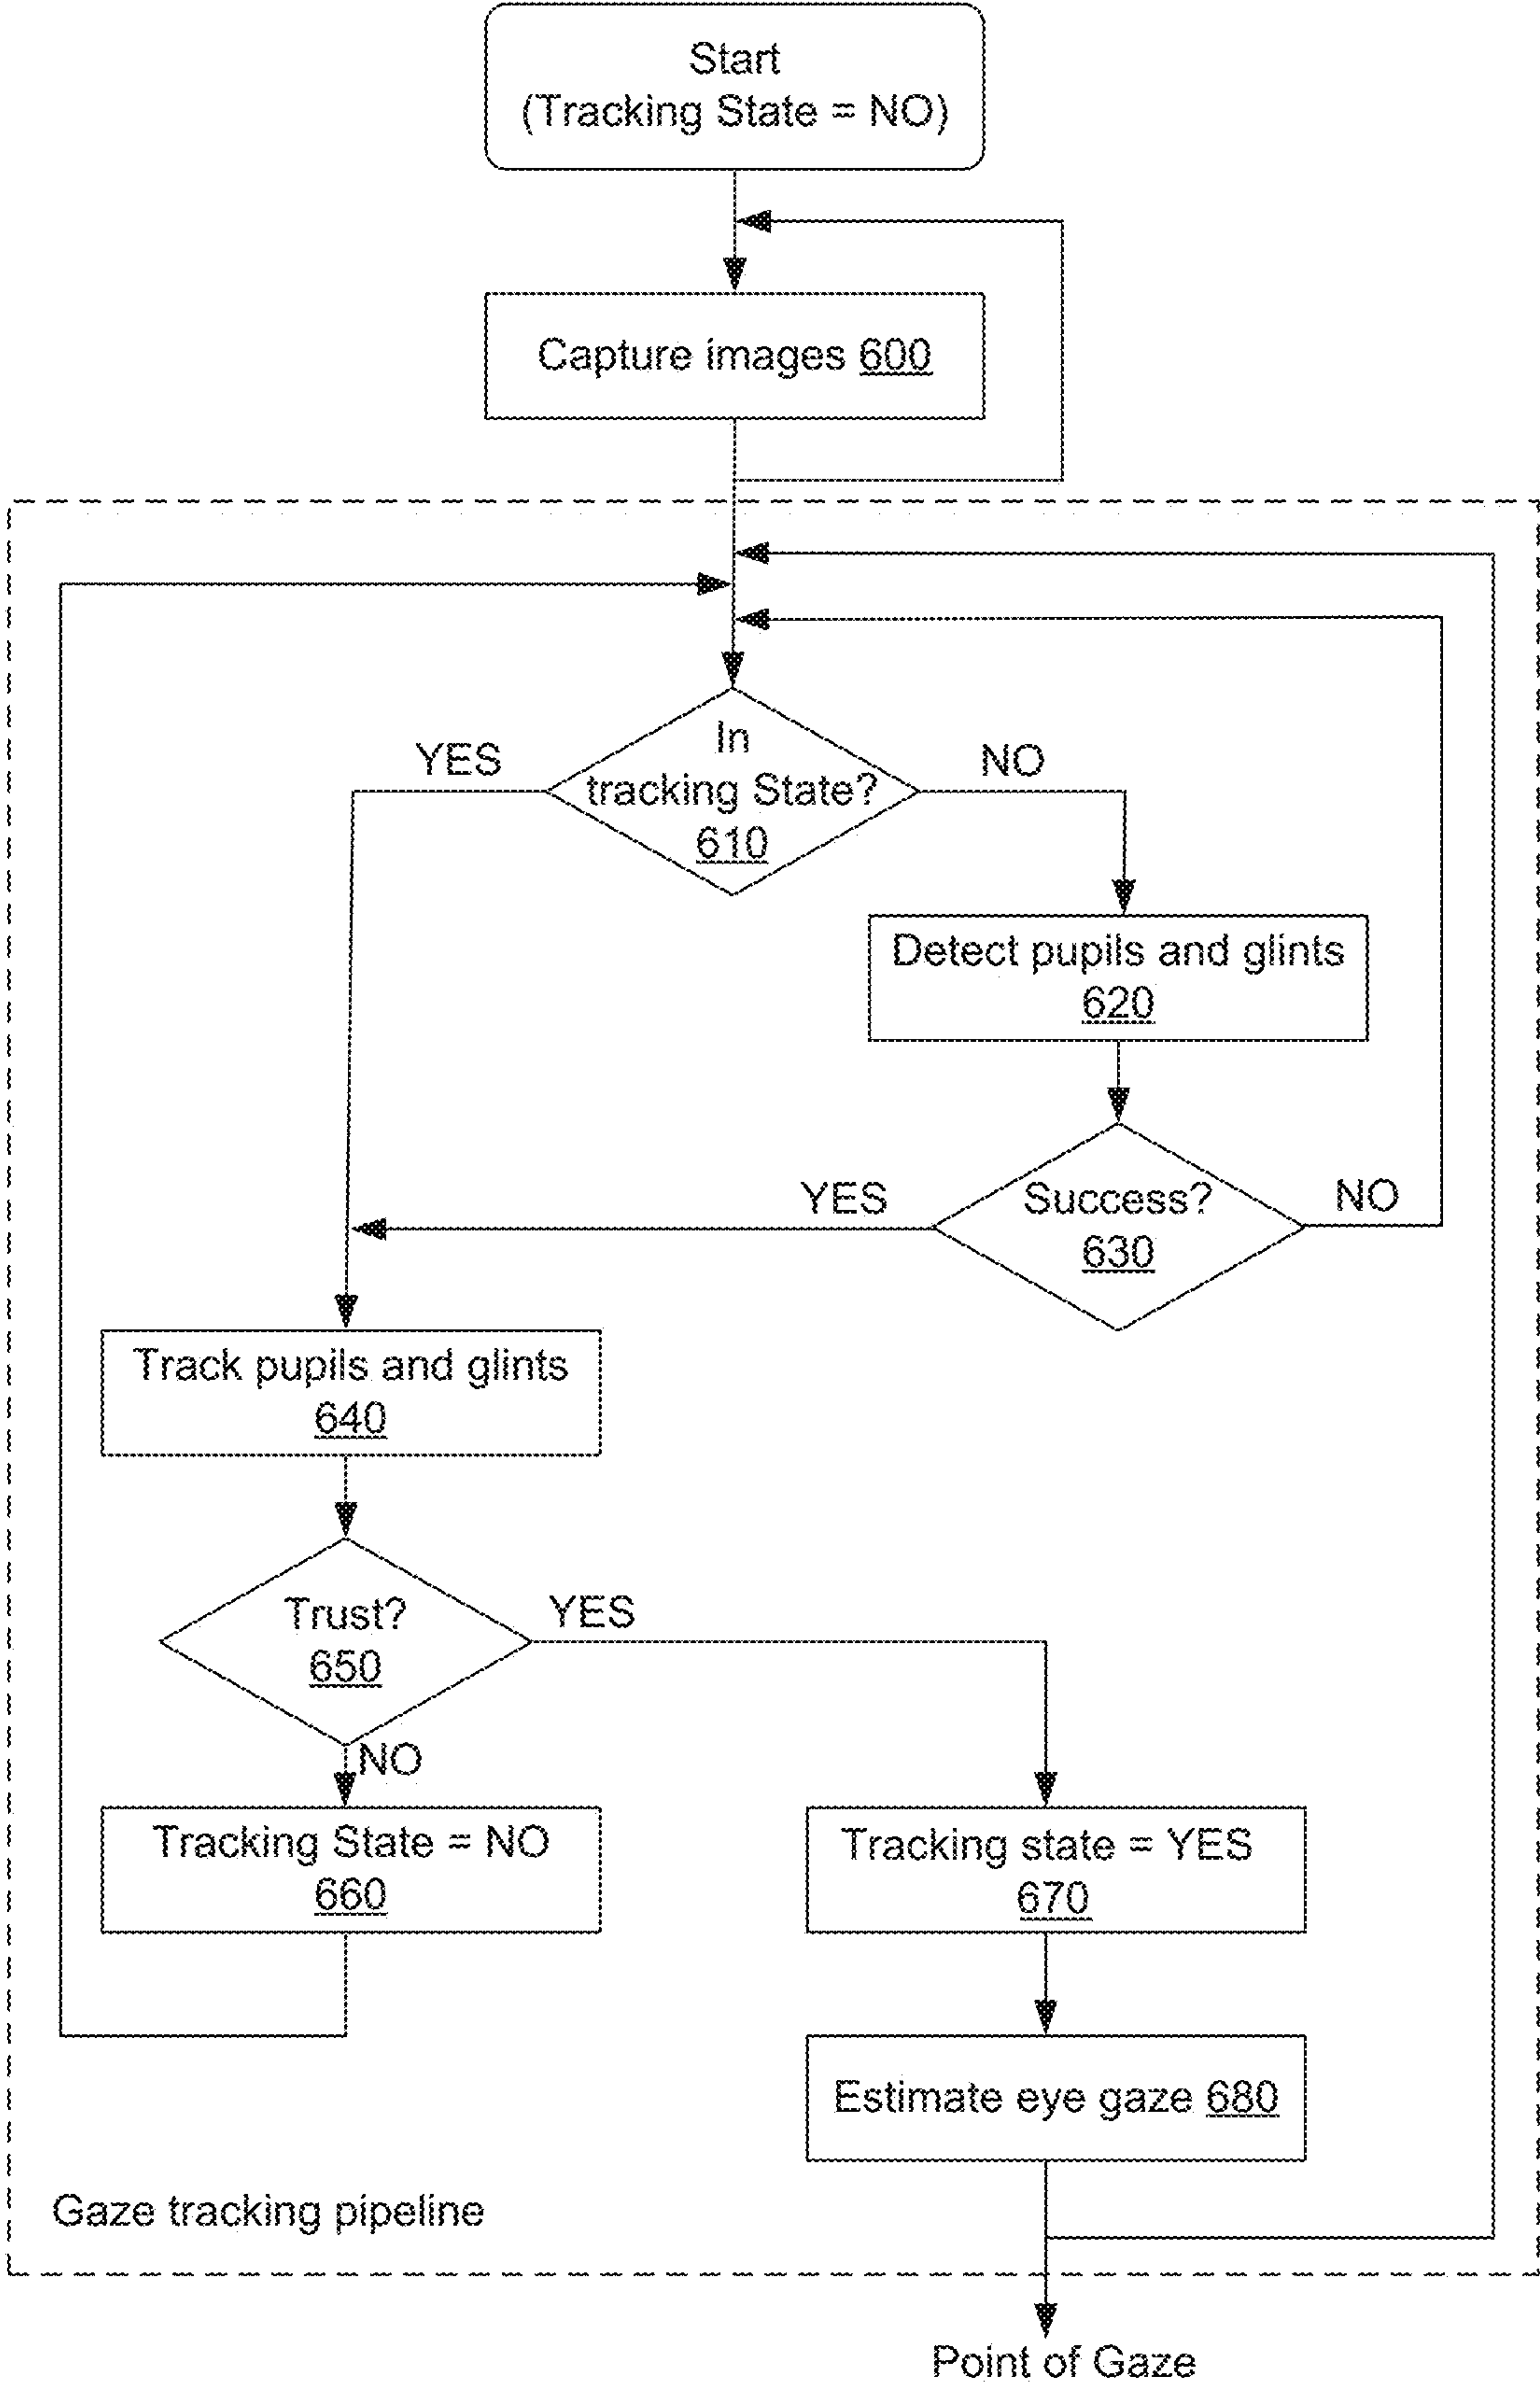 Start
(Tracking State = NO)
Capture images 600
In
tracking State?
610
YES
NO
Detect pupils and glints
620
Success?
630
YES
NO
Track pupils and glints
640
Trust?
650
YES
NO
Tracking State = NO
660
Tracking state = YES
670
Estimate eye gaze 680
Gaze tracking pipeline
Point of Gaze